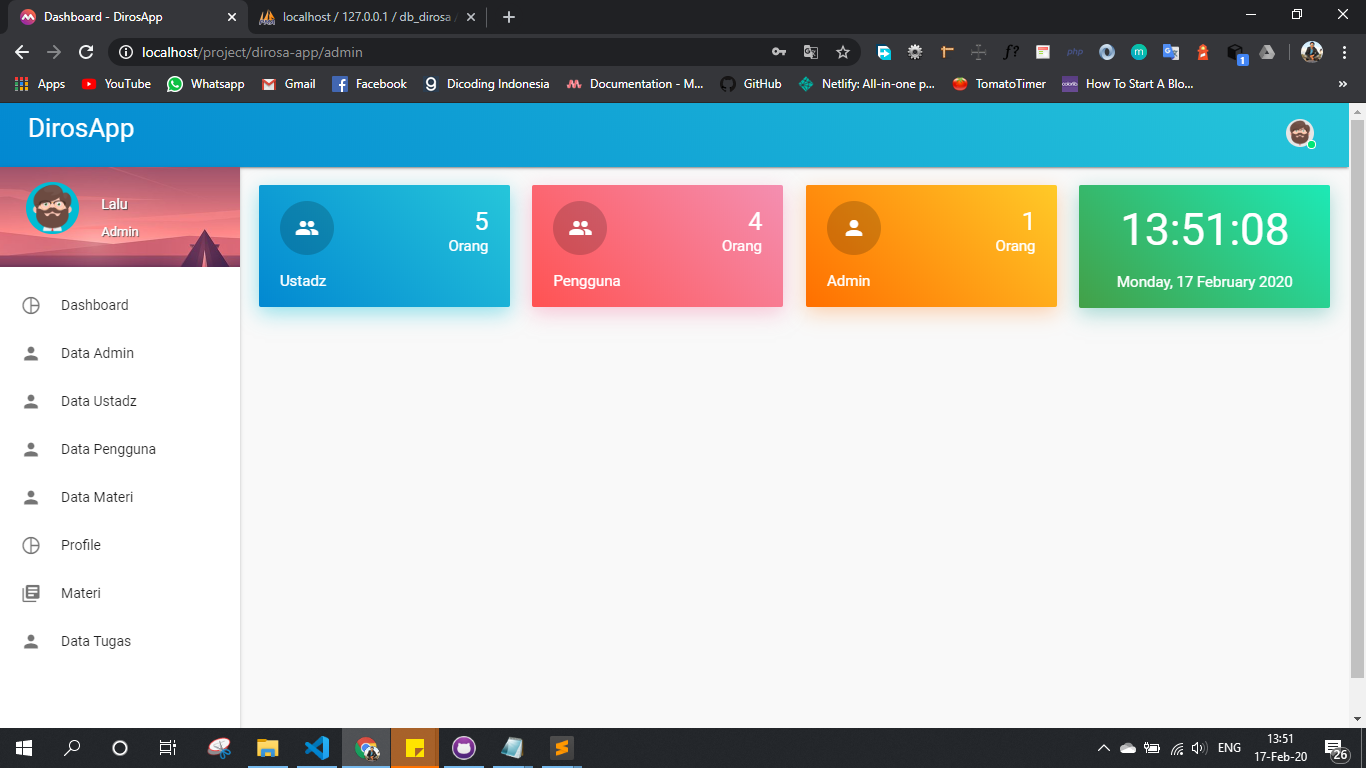 Dashboard - DirosApp
localhost / 127.0.0.1 / db_dirosa
localhost/project/dirosa-app/admin
f?
php
m
1
Apps
YouTube
Whatsapp
Gmail
Facebook
Dicoding Indonesia
Documentation - M...
GitHub
Netlify: All-in-one p...
TomatoTimer
How To Start A Blo...
DirosApp
Lalu
Admin
Dashboard
Data Admin
Data Ustadz
Data Pengguna
Data Materi
Profile
Materi
Data Tugas
5
Orang
Ustadz
4
Orang
Pengguna
1
Orang
Admin
13:51:08
Monday, 17 February 2020
ENG
13:51
17-Feb-20
26